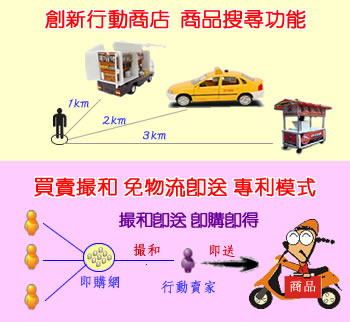 創新行動商店 商品搜尋功能
1km
2km
3km
買賣撮和 免物流即送 專利模式
撮和即送 即購即得
撮和
即送
即購網
行動賣家
商品